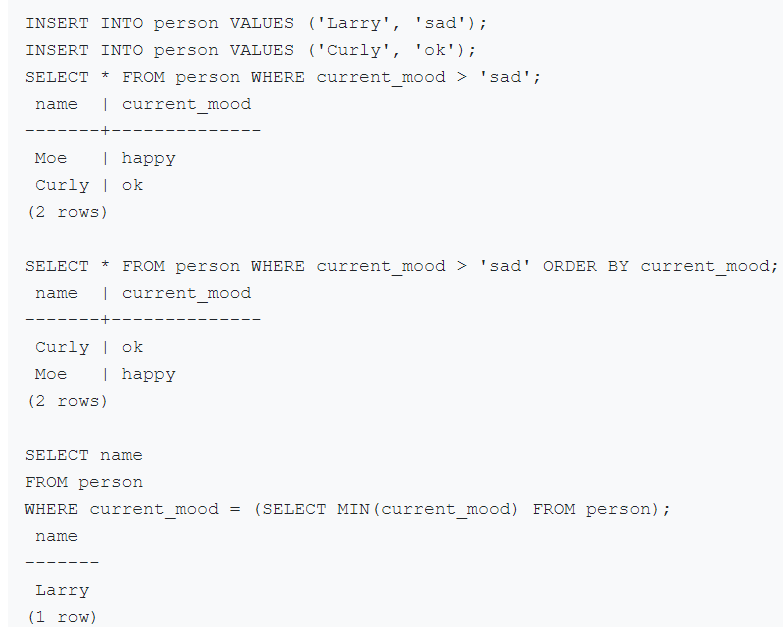 INSERT INTO person VALUES ('Larry', 'sad');
INSERT INTO person VALUES ('Curly', 'ok');
SELECT * FROM person WHERE current_mood > 'sad';
 name  | current_mood
-------+--------------
 Moe   | happy
 Curly | ok
(2 rows)

SELECT * FROM person WHERE current_mood > 'sad' ORDER BY current_mood;
 name  | current_mood
-------+--------------
 Curly | ok
 Moe   | happy
(2 rows)

SELECT name
FROM person
WHERE current_mood = (SELECT MIN(current_mood) FROM person);
 name
-------
 Larry
(1 row)